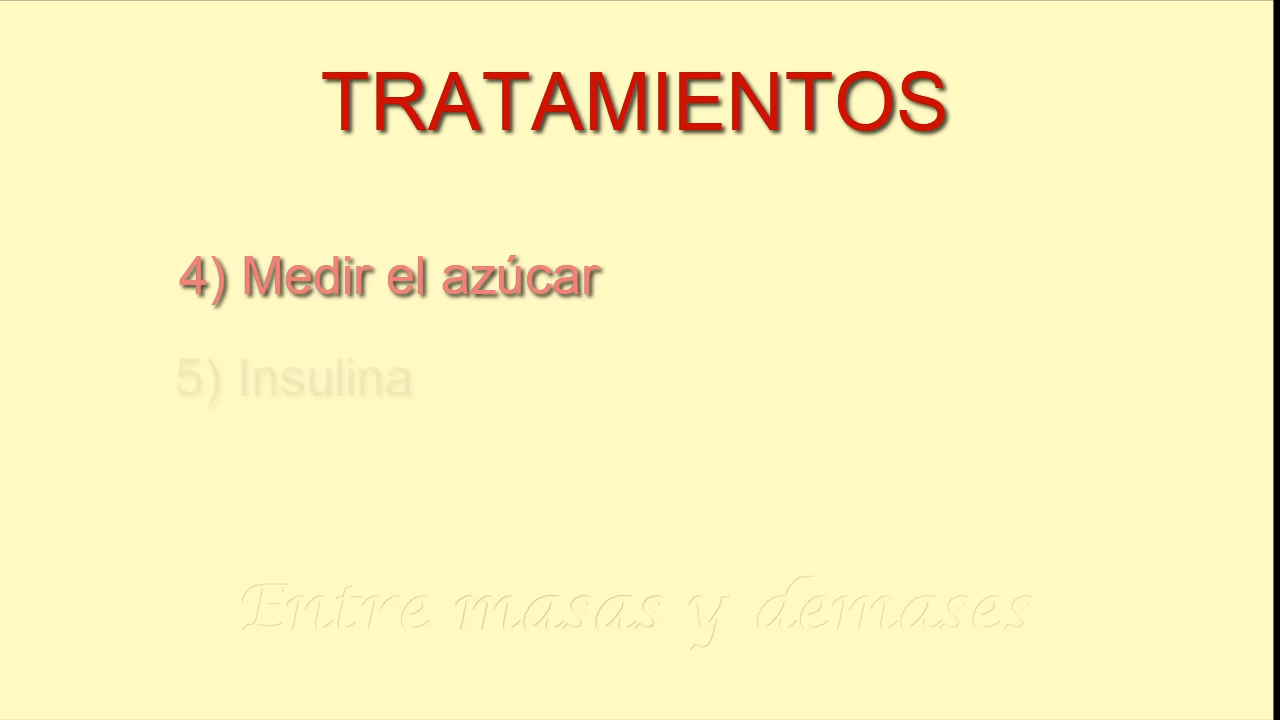 TRATAMIENTOS
4) Medir el azúcar
5) Insulina
Entre masas y demases